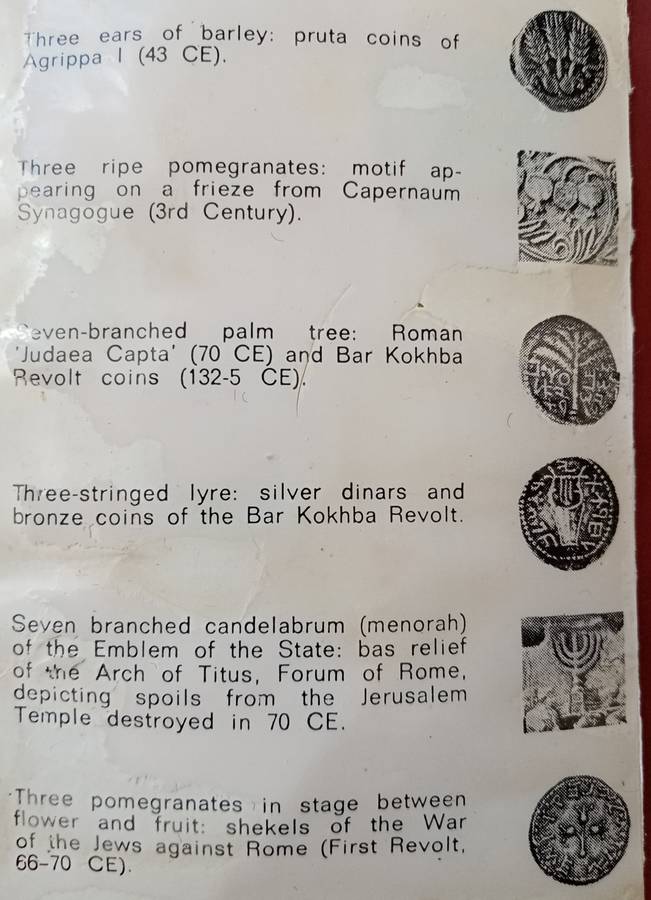 Three ears of barley: pruta coins of
Agrippa I (43 CE).
Three ripe pomegranates: motif ap-
pearing on a frieze from Capernaum
Synagogue (3rd Century).
Seven-branched palm tree: Roman
'Judaea Capta' (70 CE) and Bar Kokhba
Revolt coins (132-5 CE).
Three-stringed lyre: silver dinars and
bronze coins of the Bar Kokhba Revolt.
Seven branched candelabrum (menorah)
of the Emblem of the State: bas relief
of the Arch of Titus, Forum of Rome,
depicting spoils from the Jerusalem
Temple destroyed in 70 CE.
Three pomegranates in stage between
flower and fruit: shekels of the War
of the Jews against Rome (First Revolt,
66-70 CE).